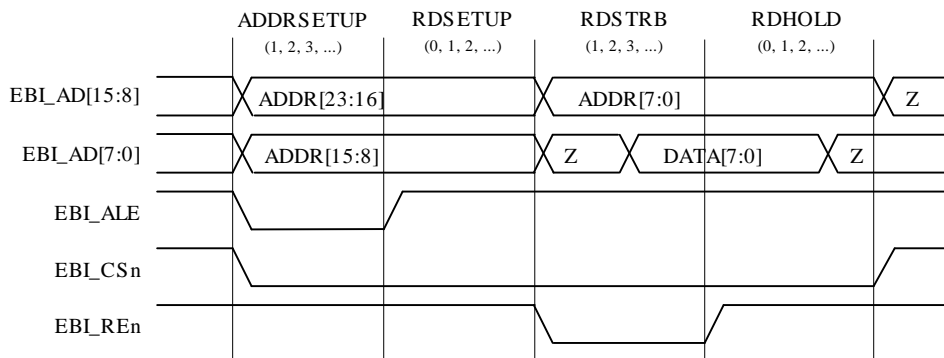 ADDRSETUP RDSETUP RDSTRB RDHOLD
(1, 2, 3, ...) (0, 1, 2, ...) (1, 2, 3, ...) (0, 1, 2, ...)
EBI_AD[15:8] ADDR[23:16] ADDR[7:0] Z
EBI_AD[7:0] ADDR[15:8] Z DATA[7:0] Z
EBI_ALE
EBI_CSn
EBI_REn